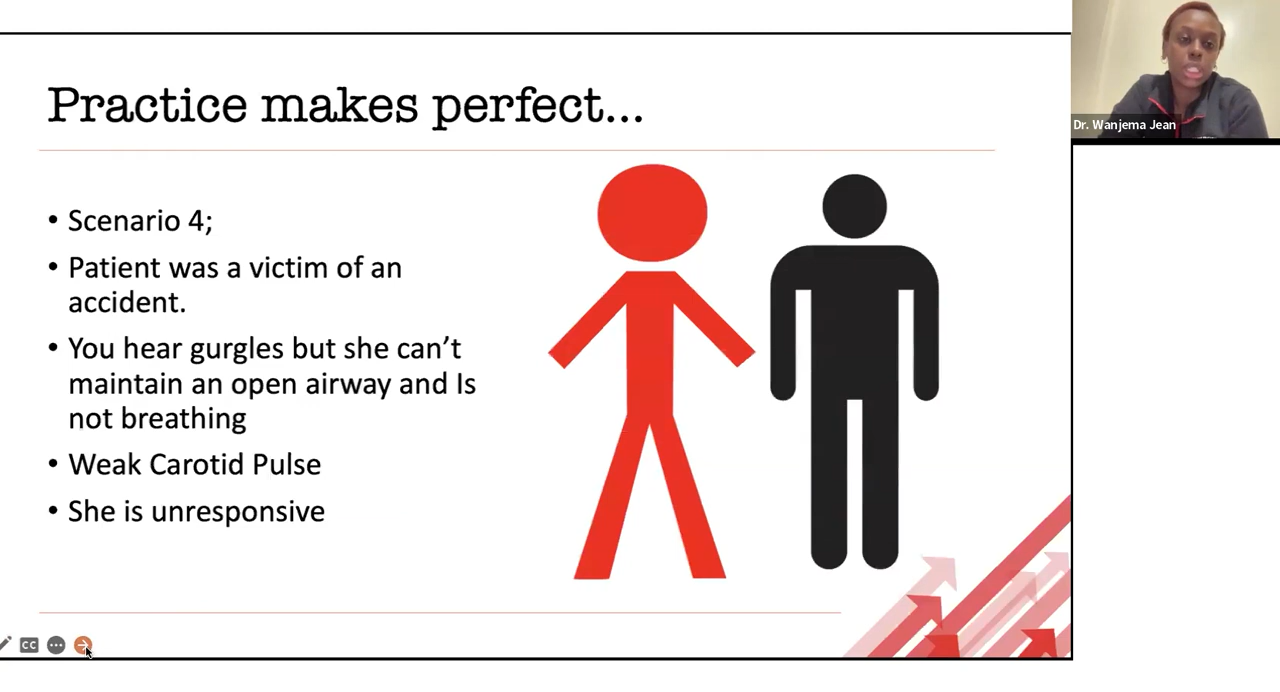 Practice makes perfect...
Dr. Wanjema Jean
• Scenario 4;
• Patient was a victim of an
accident.
• You hear gurgles but she can’t
maintain an open airway and Is
not breathing
• Weak Carotid Pulse
• She is unresponsive
CC